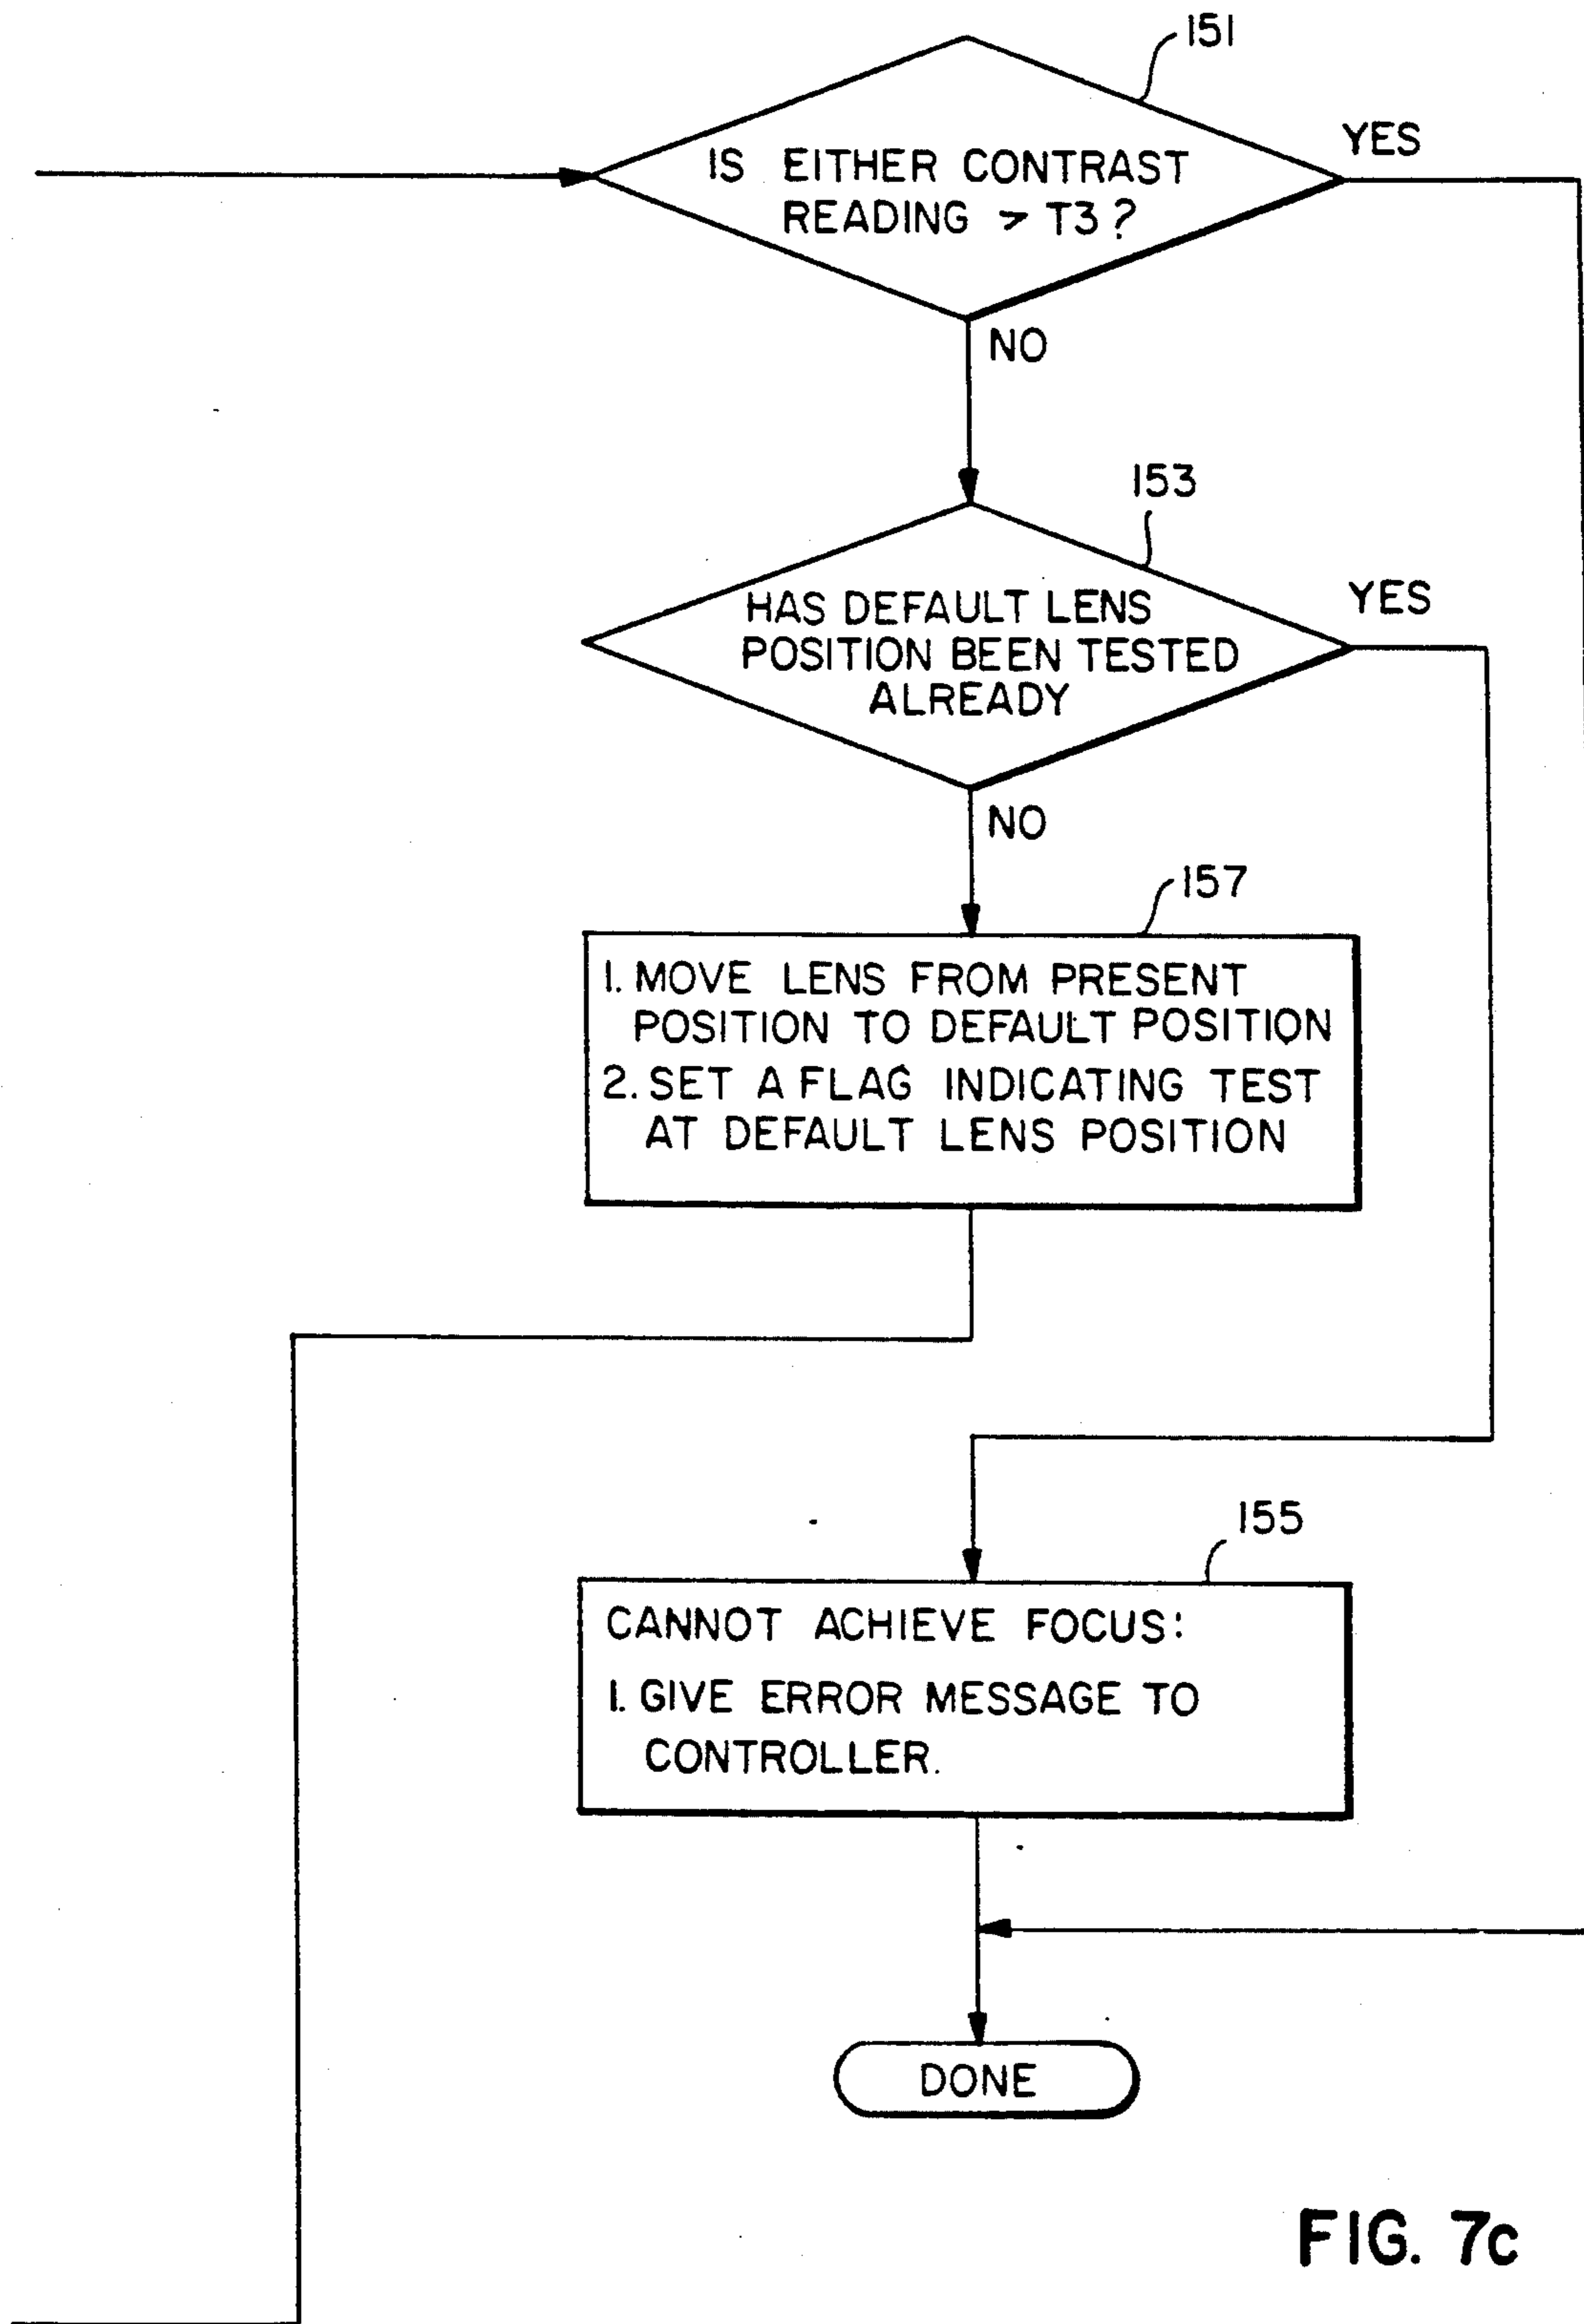 151
YES
IS EITHER CONTRAST
READING > T3?
NO
153
YES
HAS DEFAULT LENS
POSITION BEEN TESTED
ALREADY
NO
157
1. MOVE LENS FROM PRESENT
POSITION TO DEFAULT POSITION
2. SET A FLAG INDICATING TEST
AT DEFAULT LENS POSITION
155
CANNOT ACHIEVE FOCUS:
1. GIVE ERROR MESSAGE TO
CONTROLLER.
DONE
FIG. 7c